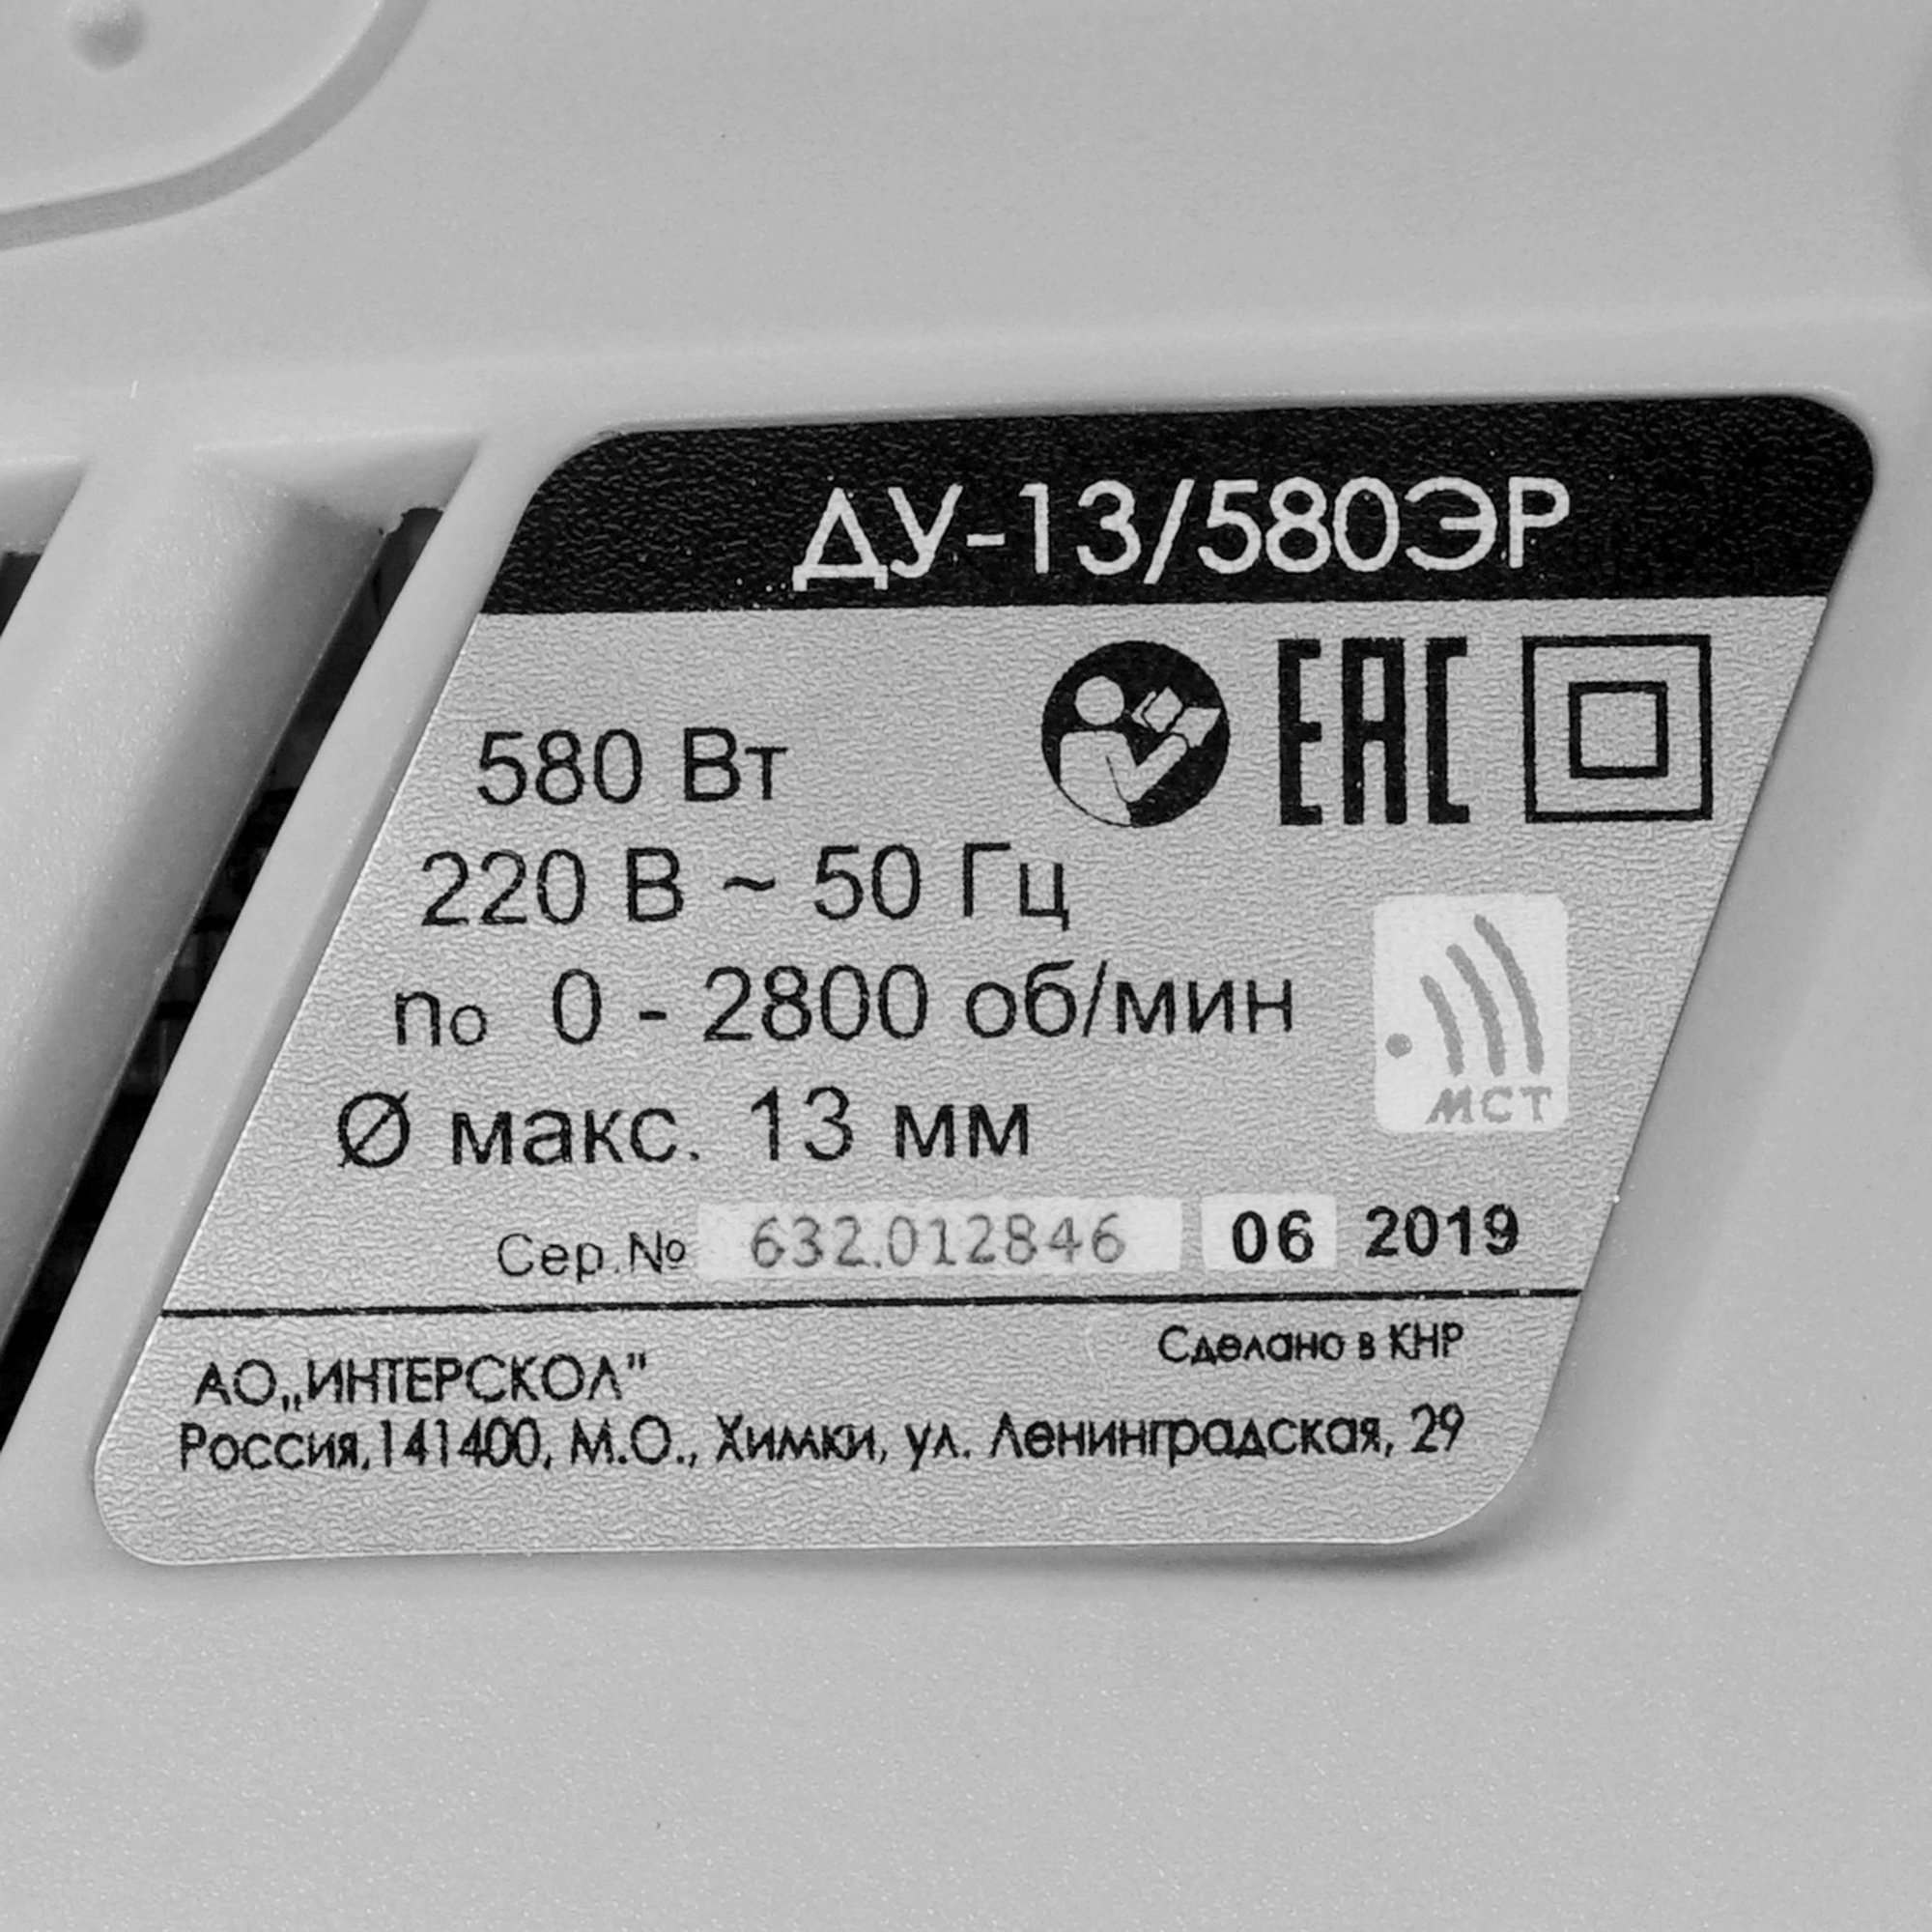 ДУ-13/580ЭР
EAC
580 Вт
220 В ~ 50 Гц
no 0 - 2800 об/мин
Ø макс. 13 мм
МСТ
Сер.№ 632.012846 06 2019
Сделано в КНР
АО„ИНТЕРСКОЛ"
Россия,141400, М.О., Химки, ул. Ленинградская, 29